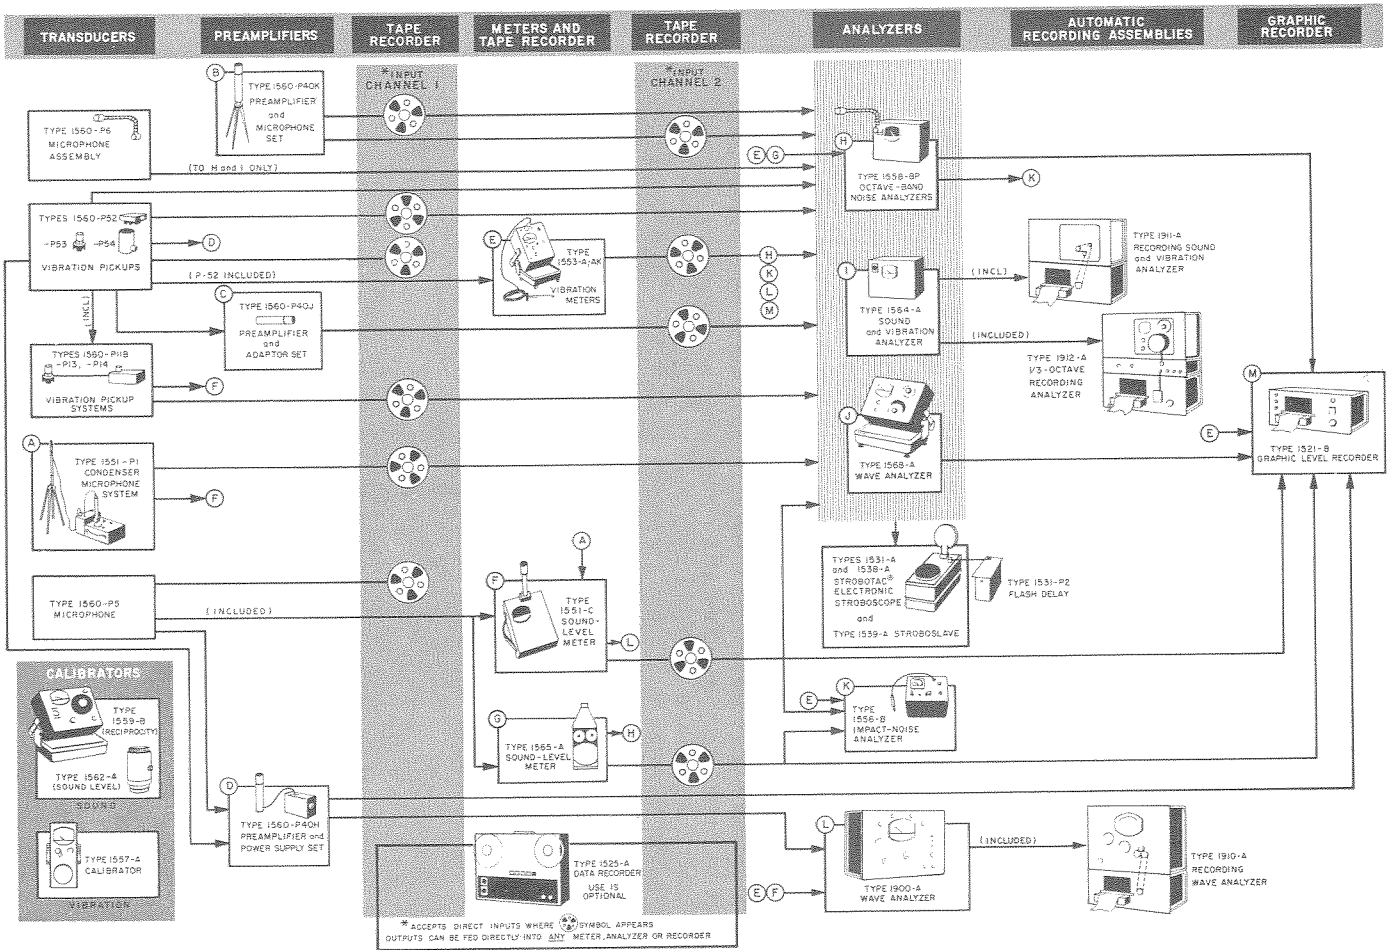 TRANSDUCERS
PREAMPLIFIERS
TAPE
RECORDER
METERS AND
TAPE RECORDER
TAPE
RECORDER
ANALYZERS
AUTOMATIC
RECORDING ASSEMBLIES
GRAPHIC
RECORDER
*INPUT
CHANNEL 1
*INPUT
CHANNEL 2
B
TYPE 1560-P40K
PREAMPLIFIER
and
MICROPHONE
SET
TYPE 1560-P6
MICROPHONE
ASSEMBLY
(TO H and I ONLY)
E G
H
TYPE 1558-BP
OCTAVE-BAND
NOISE ANALYZERS
K
TYPES 1560-P52
-P53 -P54
VIBRATION PICKUPS
D
(P-52 INCLUDED)
E
TYPE
1553-A,-AK
VIBRATION
METERS
H
K
L
M
I
TYPE 1564-A
SOUND
and VIBRATION
ANALYZER
(INCL)
TYPE 1911-A
RECORDING SOUND
and VIBRATION
ANALYZER
(INCLUDED)
TYPE 1912-A
1/3-OCTAVE
RECORDING
ANALYZER
(INCL)
C
TYPE 1560-P40J
PREAMPLIFIER
and
ADAPTOR SET
TYPES 1560-P11B
-P13, -P14
VIBRATION PICKUP
SYSTEMS
F
J
TYPE 1568-A
WAVE ANALYZER
M
E
TYPE 1521-B
GRAPHIC LEVEL RECORDER
A
TYPE 1551-P1
CONDENSER
MICROPHONE
SYSTEM
F
TYPES 1531-A
and 1538-A
STROBOTAC®
ELECTRONIC
STROBOSCOPE
and
TYPE 1539-A STROBOSLAVE
TYPE 1531-P2
FLASH DELAY
TYPE 1560-P5
MICROPHONE
(INCLUDED)
A
F
TYPE
1551-C
SOUND-
LEVEL
METER
L
CALIBRATORS
TYPE
1559-B
(RECIPROCITY)
TYPE 1562-A
(SOUND LEVEL)
SOUND
TYPE 1557-A
CALIBRATOR
VIBRATION
G
TYPE 1565-A
SOUND-LEVEL
METER
H
E
K
TYPE
1556-B
IMPACT-NOISE
ANALYZER
D
TYPE 1560-P40H
PREAMPLIFIER and
POWER SUPPLY SET
TYPE 1525-A
DATA RECORDER
USE IS
OPTIONAL
* ACCEPTS DIRECT INPUTS WHERE SYMBOL APPEARS
OUTPUTS CAN BE FED DIRECTLY INTO ANY METER, ANALYZER OR RECORDER
L
E F
TYPE 1900-A
WAVE ANALYZER
(INCLUDED)
TYPE 1910-A
RECORDING
WAVE ANALYZER